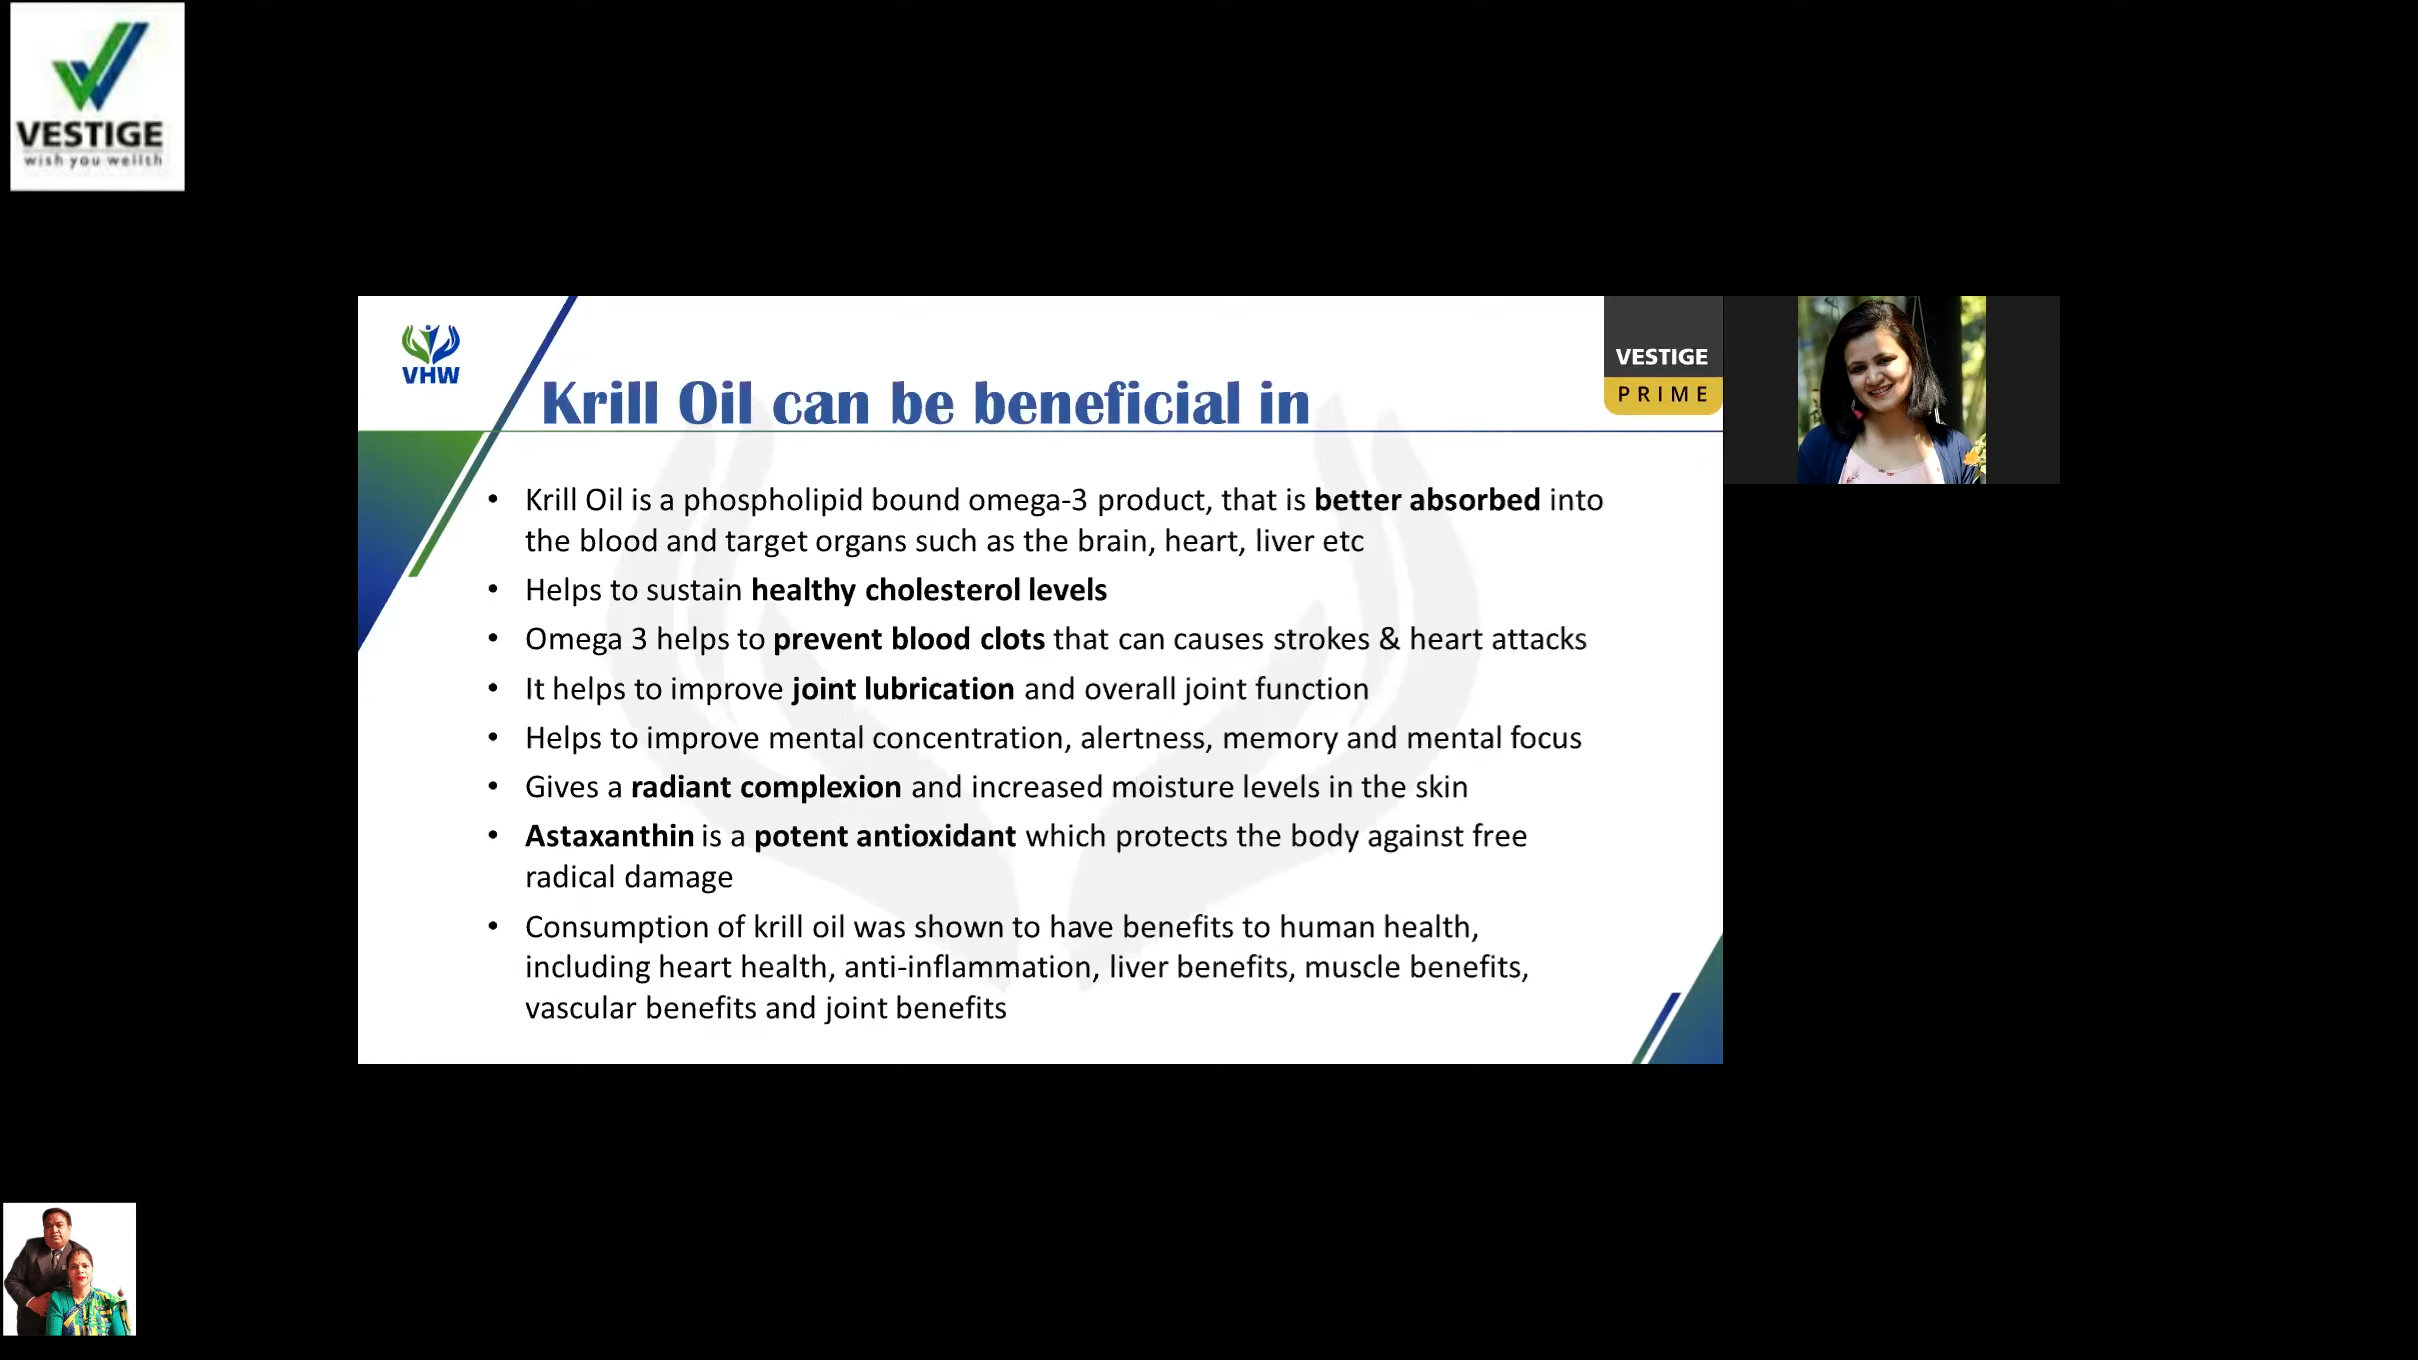 VESTIGE
wish you wellth
VHW
VESTIGE
PRIME
Krill Oil can be beneficial in
• Krill Oil is a phospholipid bound omega-3 product, that is better absorbed into
the blood and target organs such as the brain, heart, liver etc
• Helps to sustain healthy cholesterol levels
• Omega 3 helps to prevent blood clots that can causes strokes & heart attacks
• It helps to improve joint lubrication and overall joint function
• Helps to improve mental concentration, alertness, memory and mental focus
• Gives a radiant complexion and increased moisture levels in the skin
• Astaxanthin is a potent antioxidant which protects the body against free
radical damage
• Consumption of krill oil was shown to have benefits to human health,
including heart health, anti-inflammation, liver benefits, muscle benefits,
vascular benefits and joint benefits